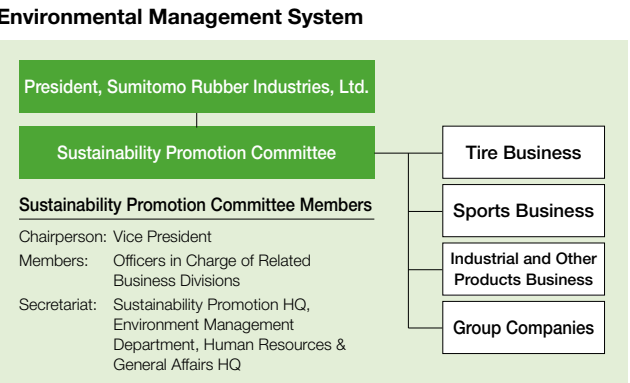 Environmental Management System
President, Sumitomo Rubber Industries, Ltd.
Sustainability Promotion Committee
Tire Business
Sports Business
Industrial and Other
Products Business
Group Companies
Sustainability Promotion Committee Members
Chairperson: Vice President
Members: Officers in Charge of Related
Business Divisions
Secretariat: Sustainability Promotion HQ,
Environment Management
Department, Human Resources &
General Affairs HQ